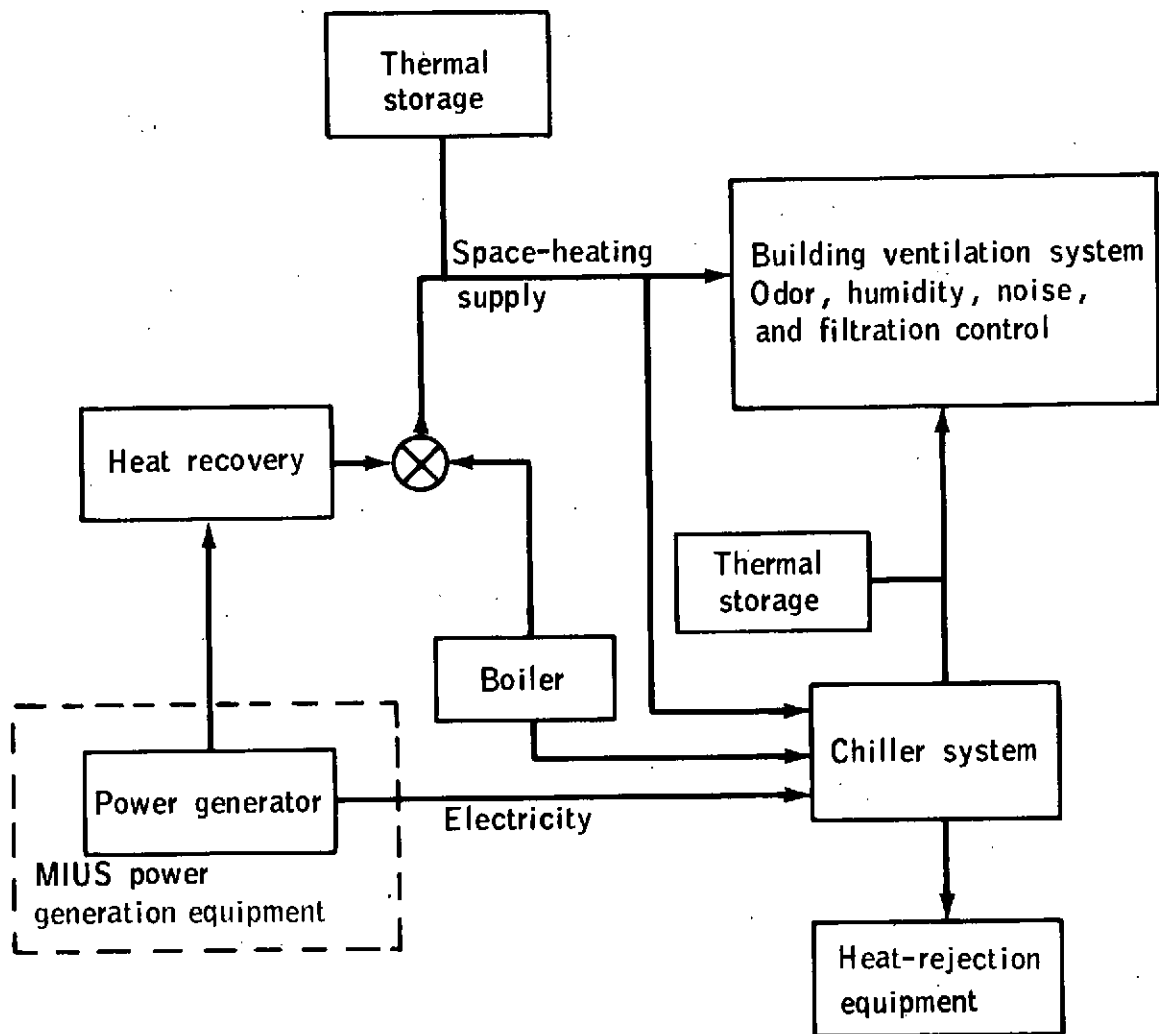 Thermal
storage
Space-heating
supply
Building ventilation system
Odor, humidity, noise,
and filtration control
Heat recovery
Thermal
storage
Boiler
Chiller system
Power generator
Electricity
MIUS power
generation equipment
Heat-rejection
equipment